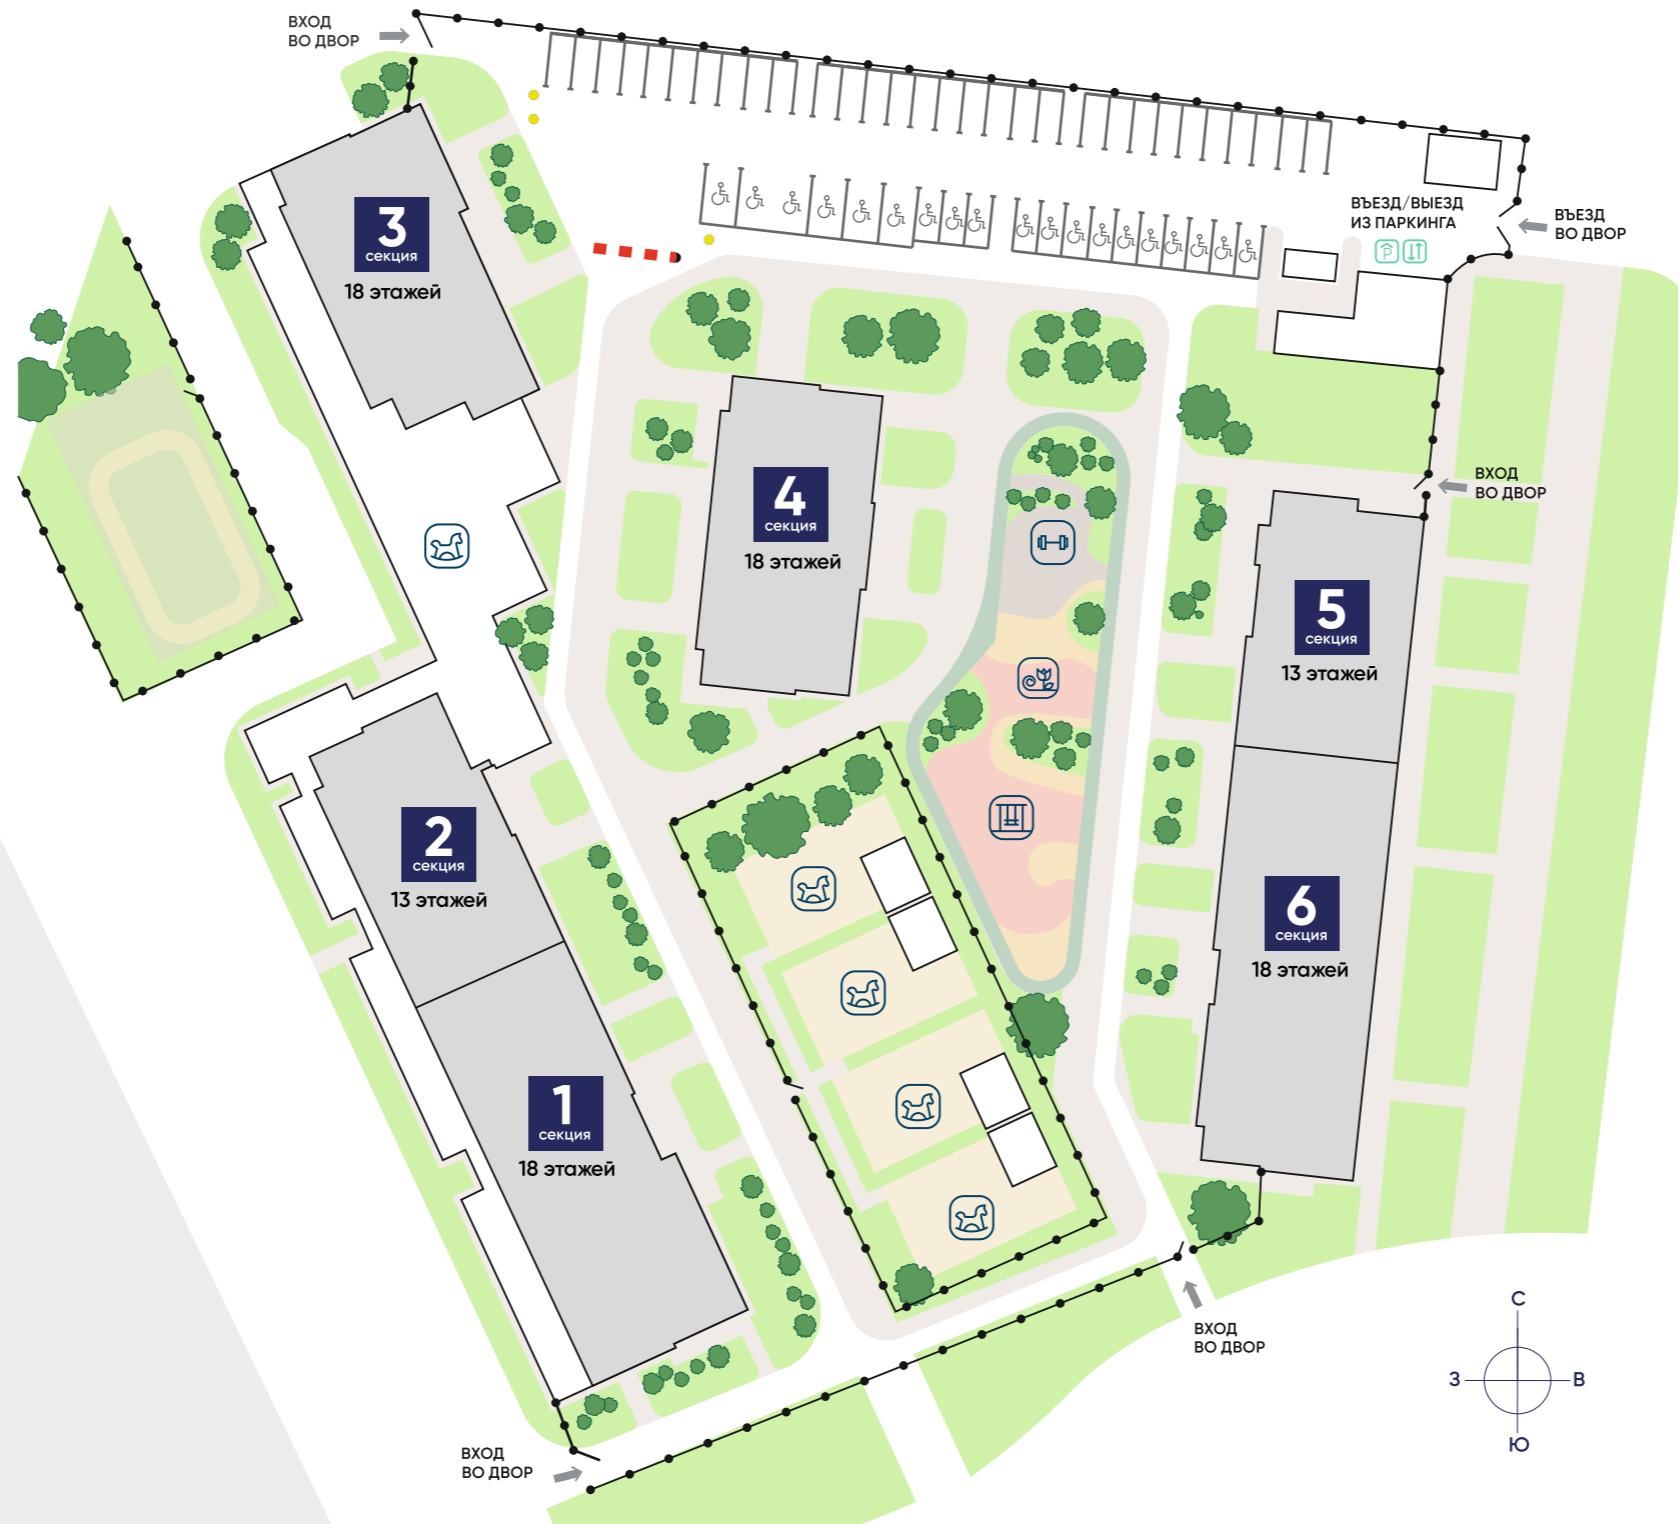 ВХОД
ВО ДВОР
3
секция
18 этажей
ВЪЕЗД/ВЫЕЗД
ИЗ ПАРКИНГА
P
ВЪЕЗД
ВО ДВОР
4
секция
18 этажей
ВХОД
ВО ДВОР
5
секция
13 этажей
2
секция
13 этажей
6
секция
18 этажей
1
секция
18 этажей
ВХОД
ВО ДВОР
ВХОД
ВО ДВОР
С
З
В
Ю